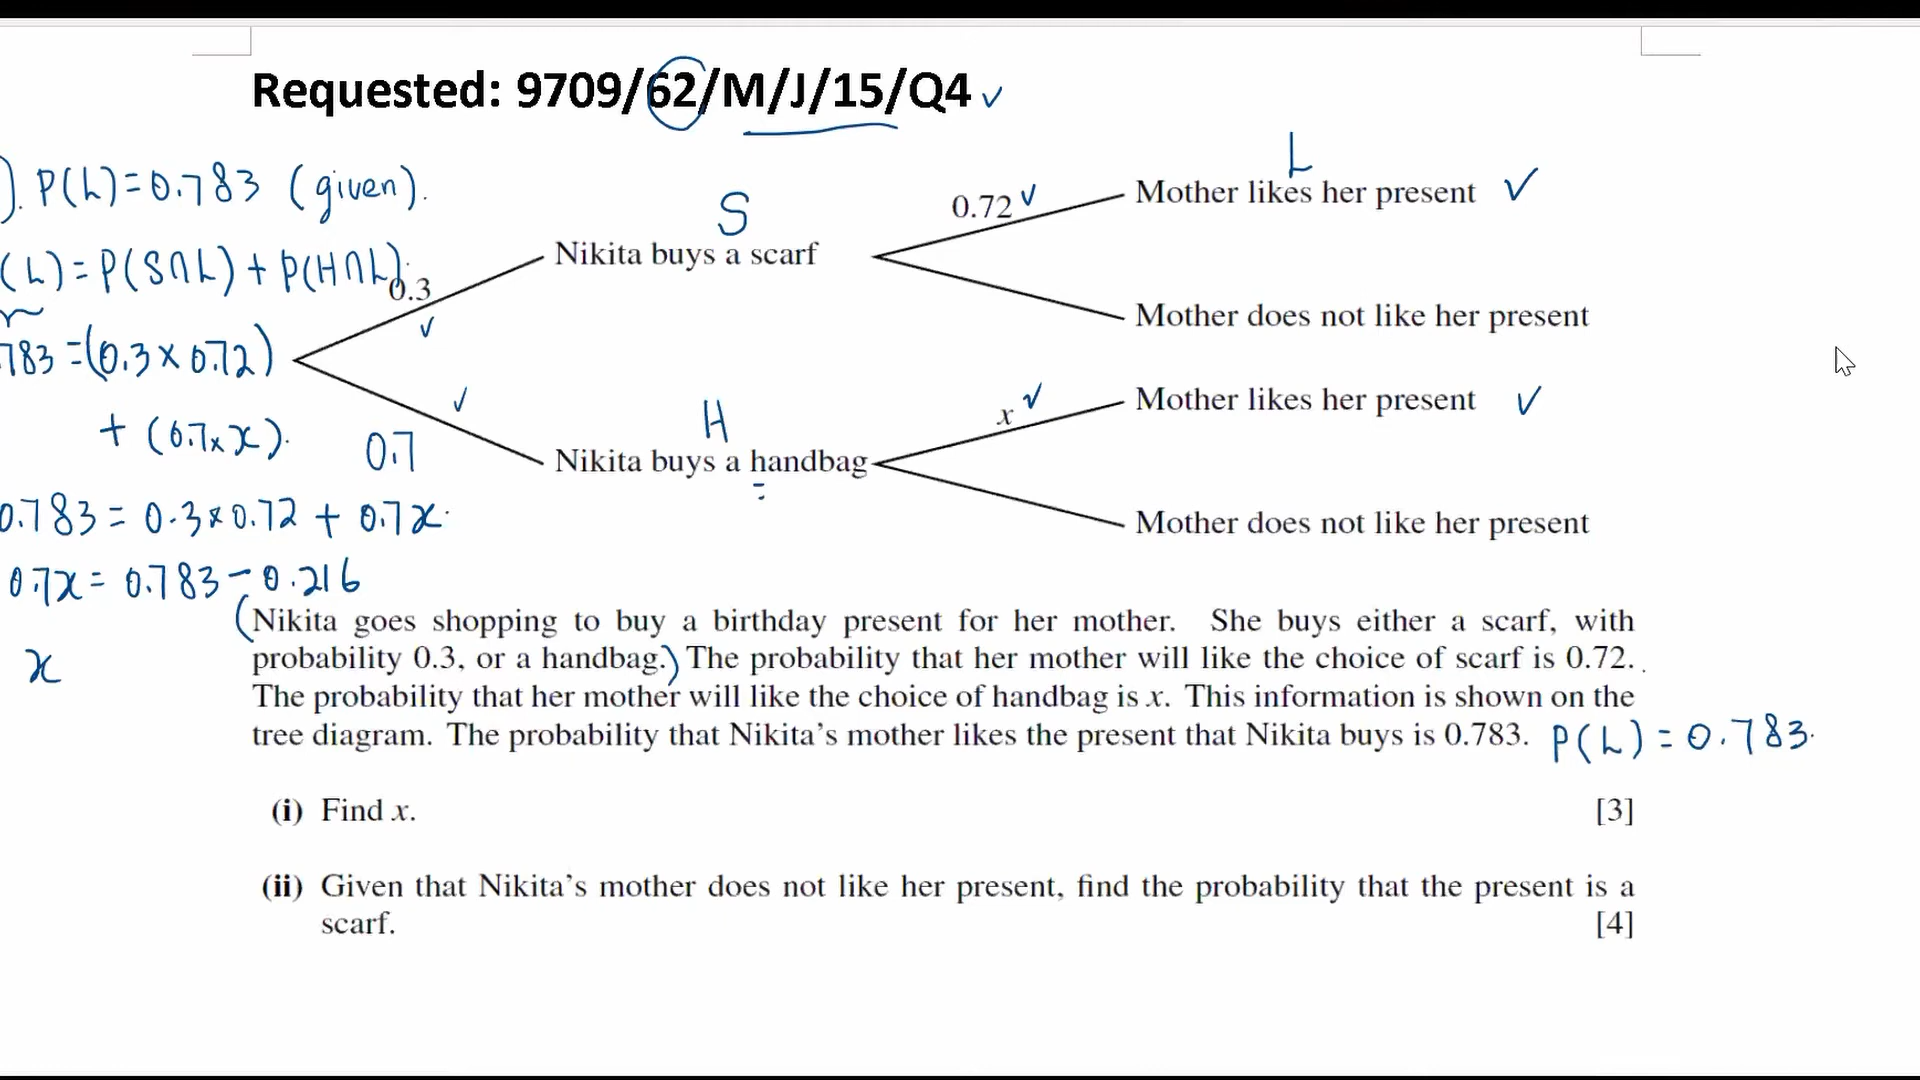 Requested: 9709/62/M/J/15/Q4 ✓
). P(L)=0.783 (given).
(L)=P(S∩L)+P(H∩L).
783=(0.3×0.72)
+(0.7×x).
0.783=0.3×0.72+0.7x.
0.7x=0.783-0.216
x
0.3 ✓
✓
0.7
S
Nikita buys a scarf
H
Nikita buys a handbag
0.72 ✓
L
Mother likes her present ✓
Mother does not like her present
x ✓
Mother likes her present ✓
Mother does not like her present
(Nikita goes shopping to buy a birthday present for her mother. She buys either a scarf, with
probability 0.3, or a handbag.) The probability that her mother will like the choice of scarf is 0.72.
The probability that her mother will like the choice of handbag is x. This information is shown on the
tree diagram. The probability that Nikita's mother likes the present that Nikita buys is 0.783. P(L)=0.783.
(i) Find x. [3]
(ii) Given that Nikita's mother does not like her present, find the probability that the present is a
scarf. [4]